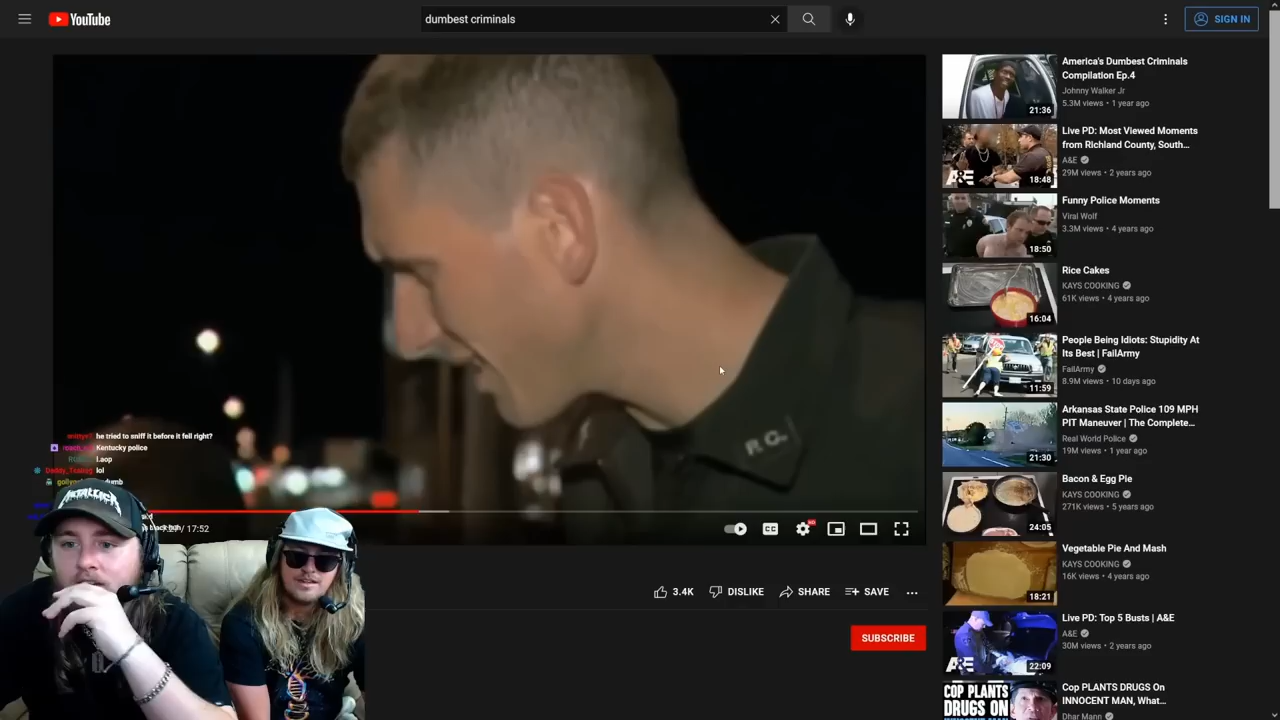 YouTube
dumbest criminals
SIGN IN
America's Dumbest Criminals
Compilation Ep.4
Johnny Walker Jr
5.3M views • 1 year ago
21:36
Live PD: Most Viewed Moments
from Richland County, South...
A&E
29M views • 2 years ago
A&E
18:48
Funny Police Moments
Viral Wolf
3.3M views • 4 years ago
18:50
Rice Cakes
KAYS COOKING
61K views • 4 years ago
16:04
People Being Idiots: Stupidity At
Its Best | FailArmy
FailArmy
8.9M views • 10 days ago
11:59
Arkansas State Police 109 MPH
PIT Maneuver | The Complete...
Real World Police
19M views • 1 year ago
21:30
Bacon & Egg Pie
KAYS COOKING
271K views • 5 years ago
24:05
Vegetable Pie And Mash
KAYS COOKING
16K views • 4 years ago
18:21
Live PD: Top 5 Busts | A&E
A&E
30M views • 2 years ago
A&E
22:09
Cop PLANTS DRUGS On
INNOCENT MAN, What...
Dhar Mann
COP PLANTS
DRUGS ON
R.C.
he tried to sniff it before it fell right?
Kentucky police
Laop
lol
/ 17:52
CC
HD
3.4K
DISLIKE
SHARE
SAVE
SUBSCRIBE
METALLICA